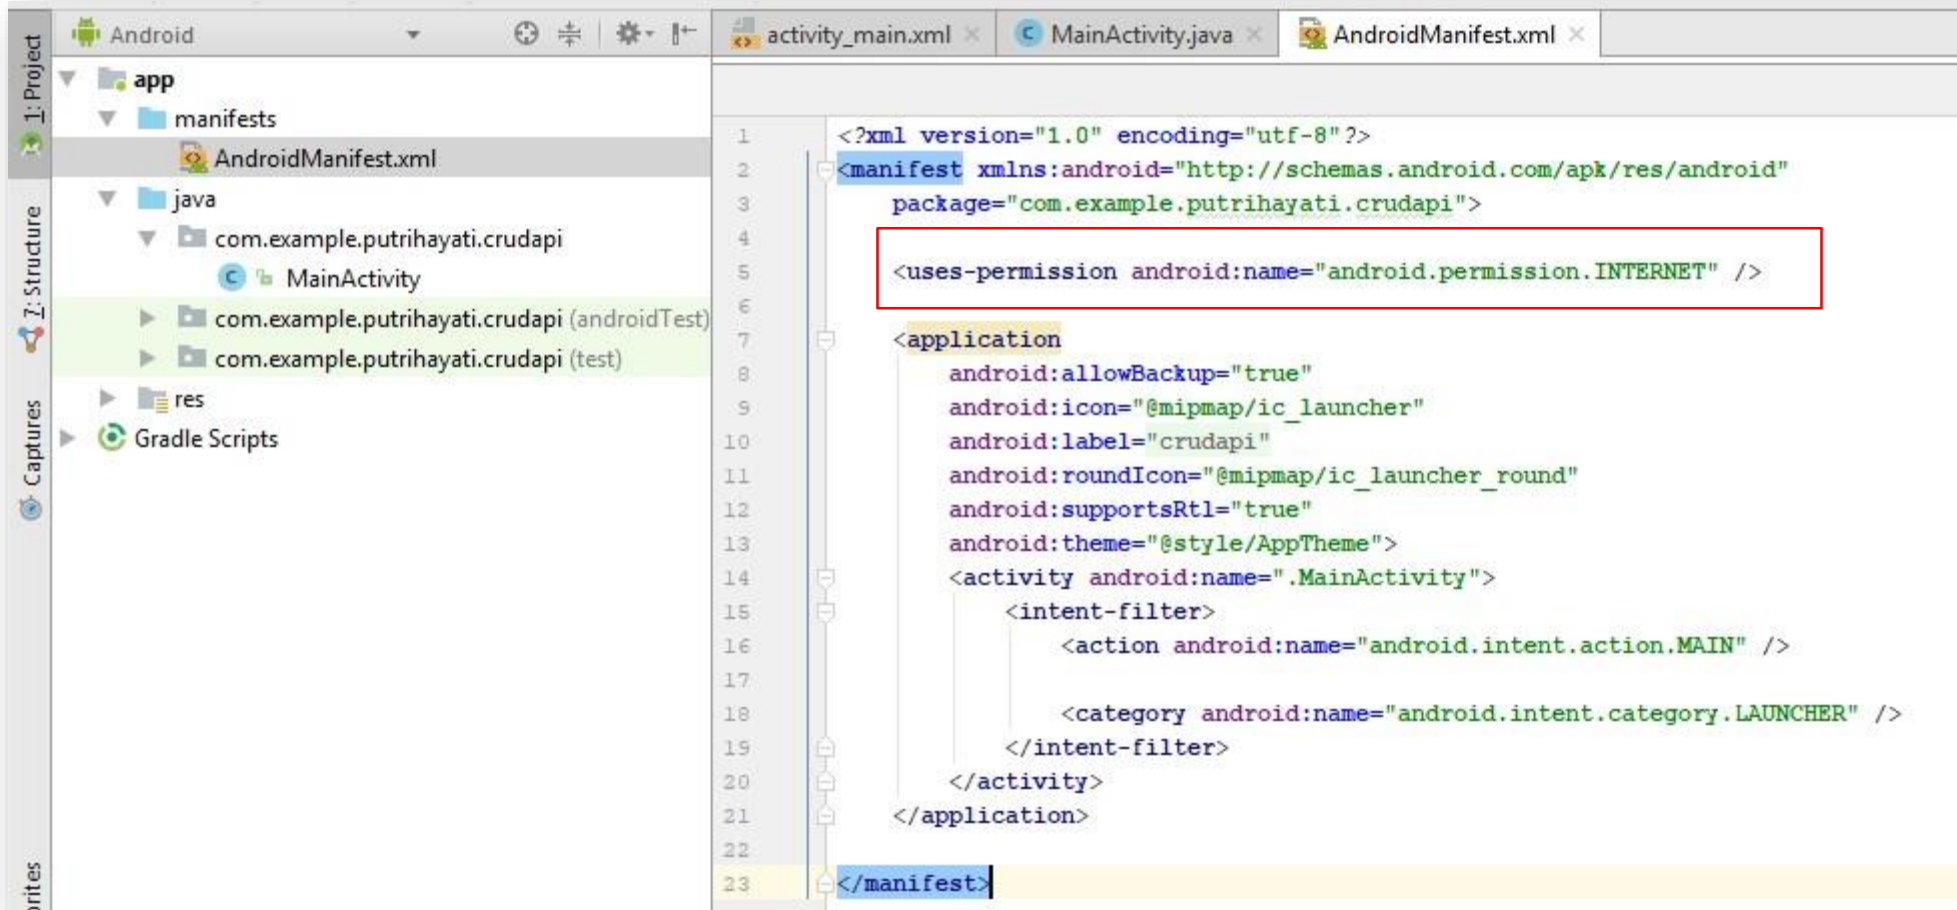 1: Project
7: Structure
Captures
Android
app
manifests
AndroidManifest.xml
java
com.example.putrihayati.crudapi
MainActivity
com.example.putrihayati.crudapi (androidTest)
com.example.putrihayati.crudapi (test)
res
Gradle Scripts
activity_main.xml
MainActivity.java
AndroidManifest.xml
1 <?xml version="1.0" encoding="utf-8"?>
2 <manifest xmlns:android="http://schemas.android.com/apk/res/android"
3 package="com.example.putrihayati.crudapi">
4
5 <uses-permission android:name="android.permission.INTERNET" />
6
7 <application
8 android:allowBackup="true"
9 android:icon="@mipmap/ic_launcher"
10 android:label="crudapi"
11 android:roundIcon="@mipmap/ic_launcher_round"
12 android:supportsRtl="true"
13 android:theme="@style/AppTheme">
14 <activity android:name=".MainActivity">
15 <intent-filter>
16 <action android:name="android.intent.action.MAIN" />
17
18 <category android:name="android.intent.category.LAUNCHER" />
19 </intent-filter>
20 </activity>
21 </application>
22
23 </manifest>